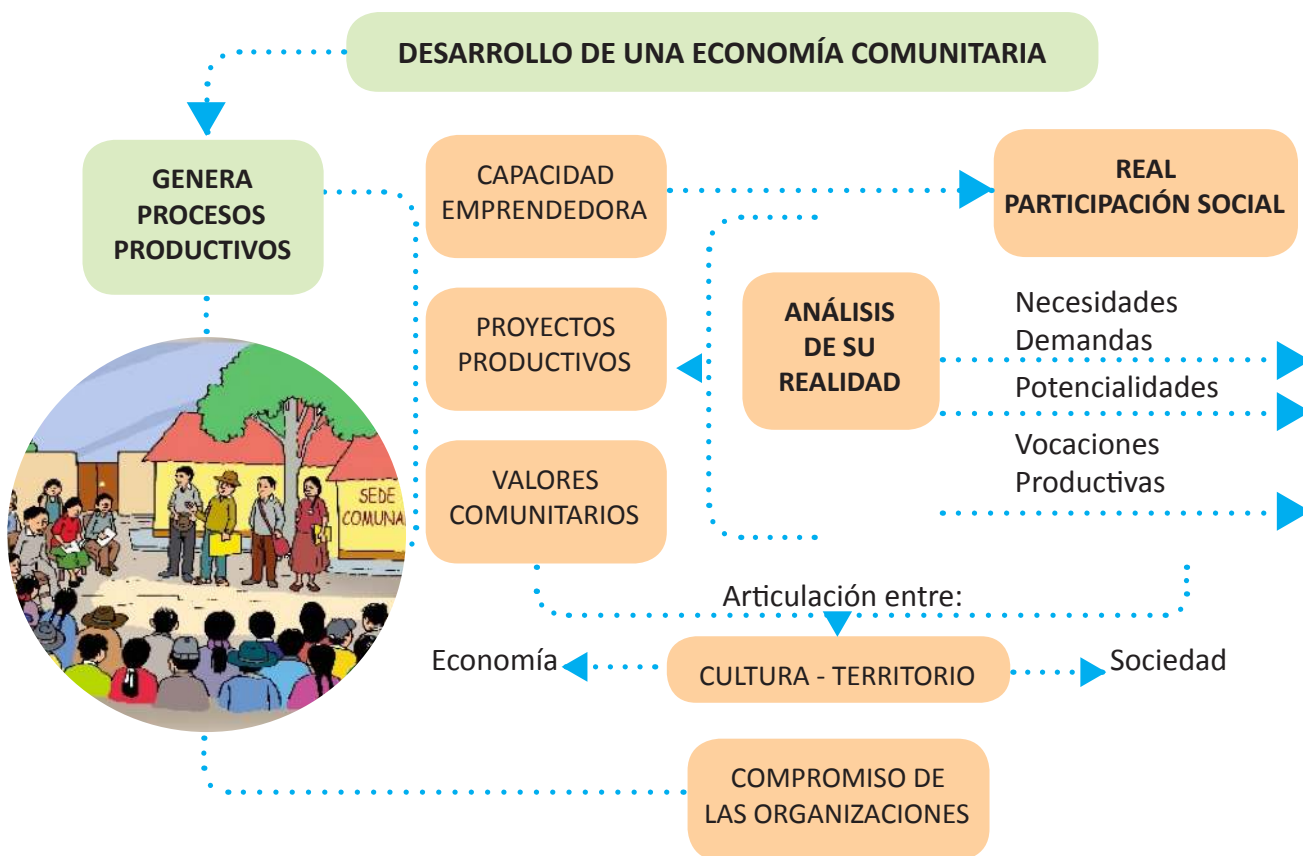 DESARROLLO DE UNA ECONOMÍA COMUNITARIA
GENERA
PROCESOS
PRODUCTIVOS
CAPACIDAD
EMPRENDEDORA
REAL
PARTICIPACIÓN SOCIAL
PROYECTOS
PRODUCTIVOS
ANÁLISIS
DE SU
REALIDAD
Necesidades
Demandas
Potencialidades
Vocaciones
Productivas
VALORES
COMUNITARIOS
SEDE
COMUNA
Articulación entre:
Economía
CULTURA - TERRITORIO
Sociedad
COMPROMISO DE
LAS ORGANIZACIONES